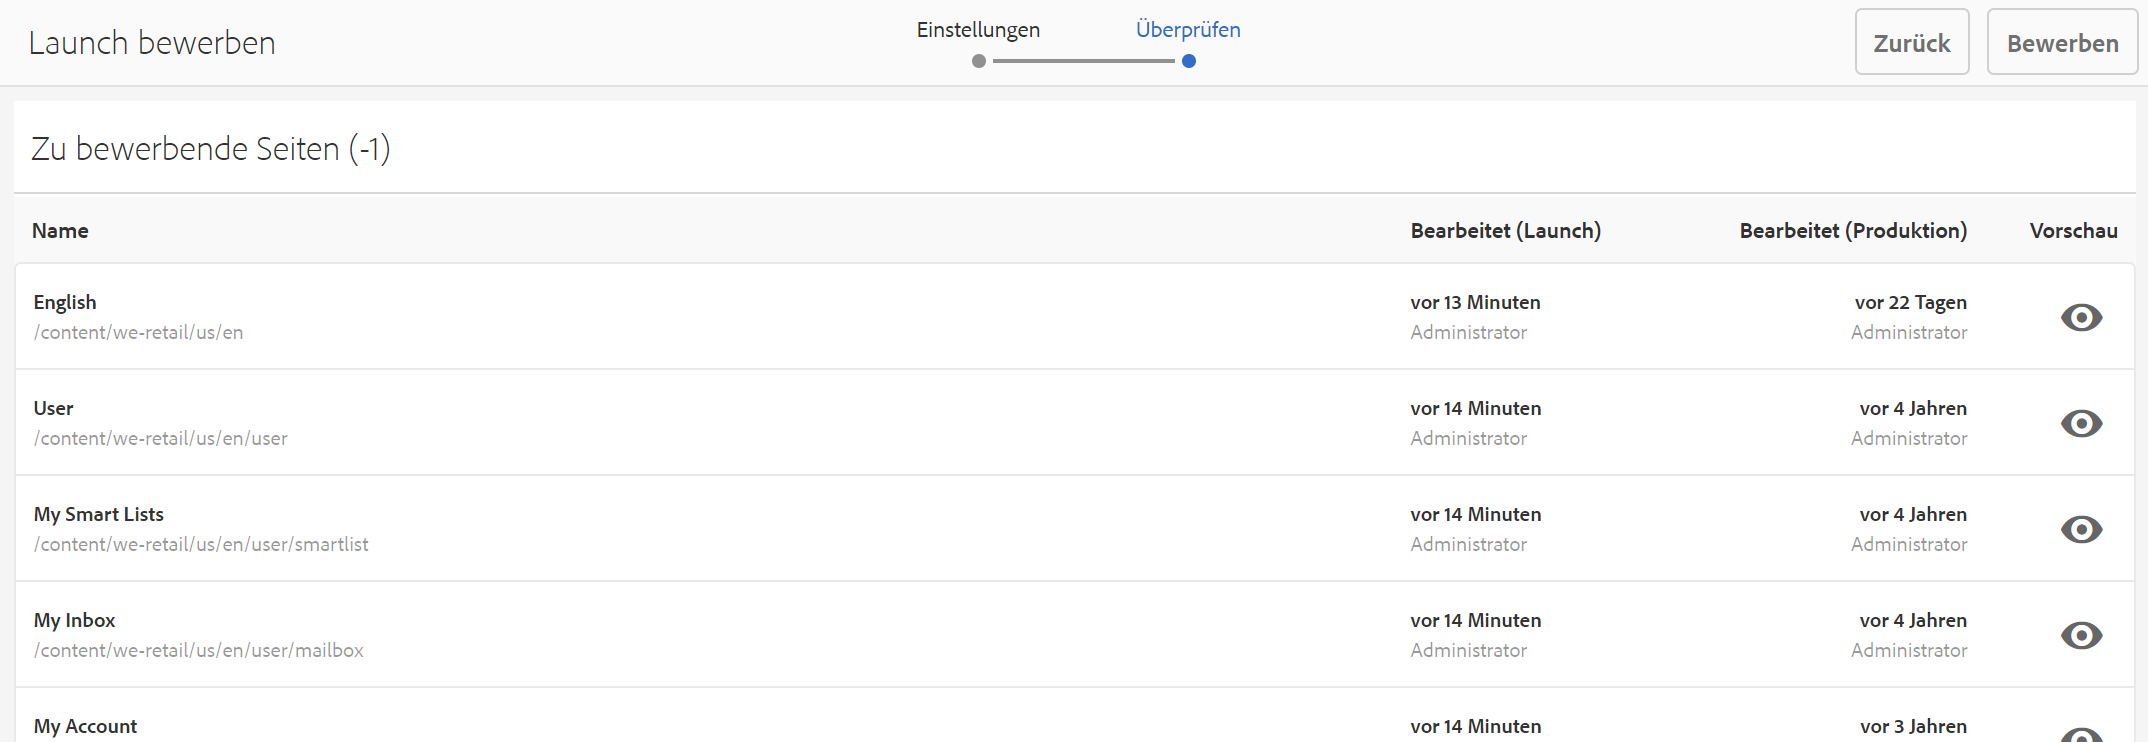 Launch bewerben
Einstellungen
Überprüfen
Zurück
Bewerben
Zu bewerbende Seiten (-1)
Name
Bearbeitet (Launch)
Bearbeitet (Produktion)
Vorschau
English
vor 13 Minuten
vor 22 Tagen
/content/we-retail/us/en
Administrator
Administrator
User
vor 14 Minuten
vor 4 Jahren
/content/we-retail/us/en/user
Administrator
Administrator
My Smart Lists
vor 14 Minuten
vor 4 Jahren
/content/we-retail/us/en/user/smartlist
Administrator
Administrator
My Inbox
vor 14 Minuten
vor 4 Jahren
/content/we-retail/us/en/user/mailbox
Administrator
Administrator
My Account
vor 14 Minuten
vor 3 Jahren